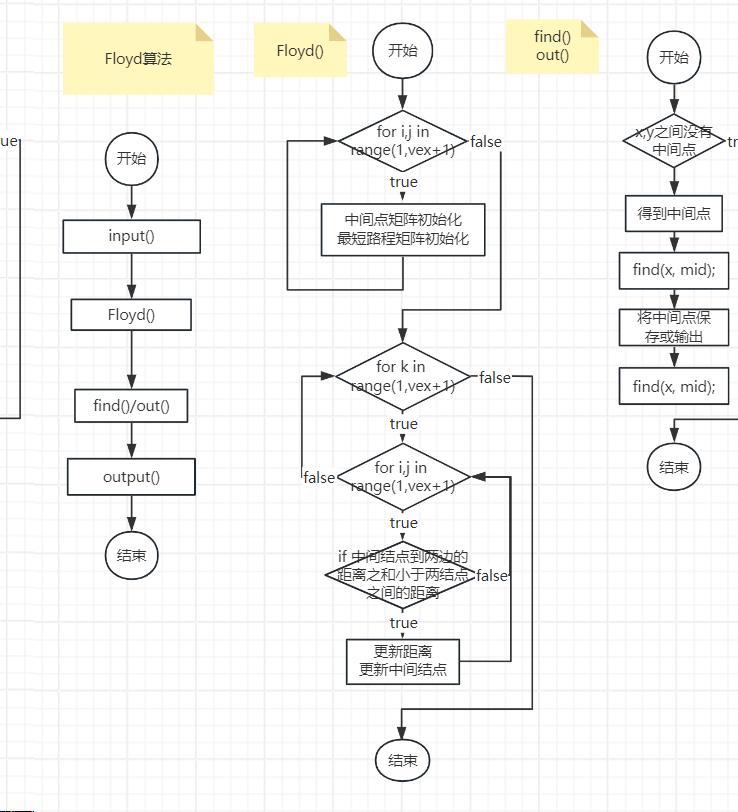 ue
Floyd算法
开始
input()
Floyd()
find()/out()
output()
结束
Floyd()
开始
for i,j in
range(1,vex+1)
false
true
中间点矩阵初始化
最短路程矩阵初始化
for k in
range(1,vex+1)
false
true
for i,j in
range(1,vex+1)
false
true
if 中间结点到两边的
距离之和小于两结点
之间的距离
false
true
更新距离
更新中间结点
结束
find()
out()
开始
x,y之间没有
中间点
tr
得到中间点
find(x, mid);
将中间点保
存或输出
find(x, mid);
结束